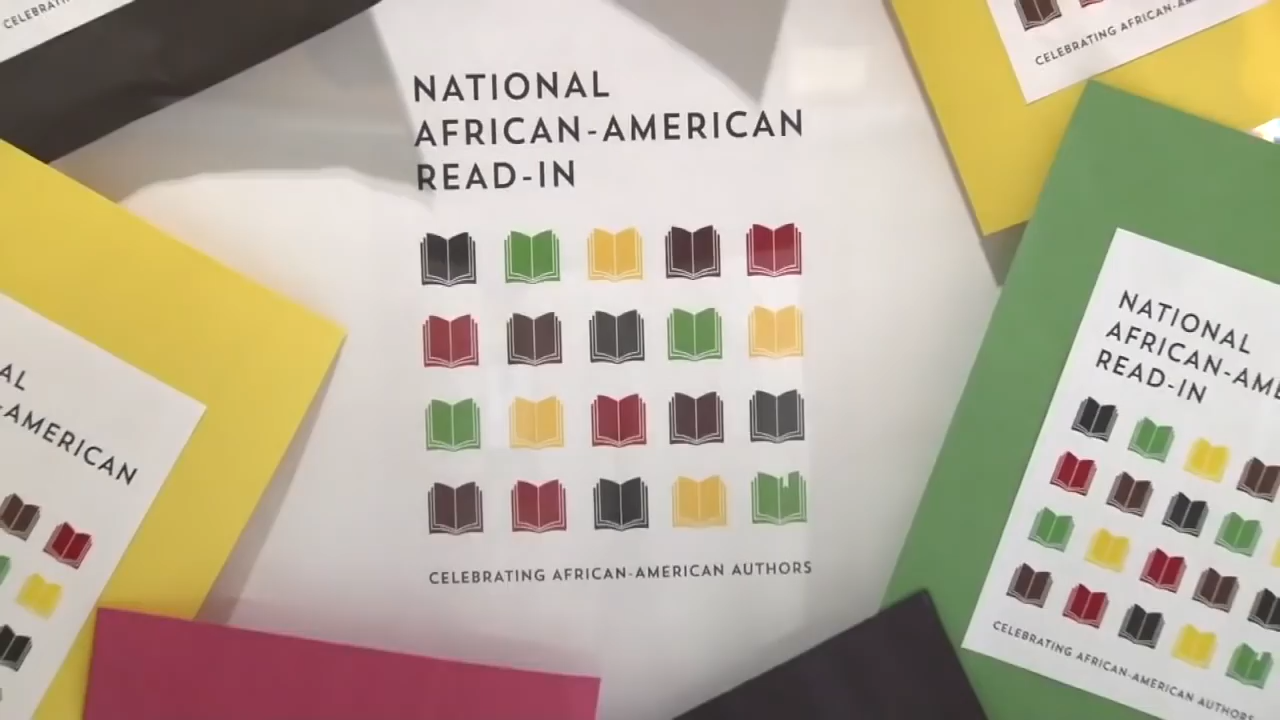 CELEBRATING
NATIONAL
AFRICAN-AMERICAN
READ-IN
CELEBRATING AFRICAN-AMERICAN AUTHORS
CELEBRATING AFRICAN-
NATIONAL
AFRICAN-AME
READ-IN
CELEBRATING AFRICAN-AMERICAN AUTHORS
AL
-AMERICAN